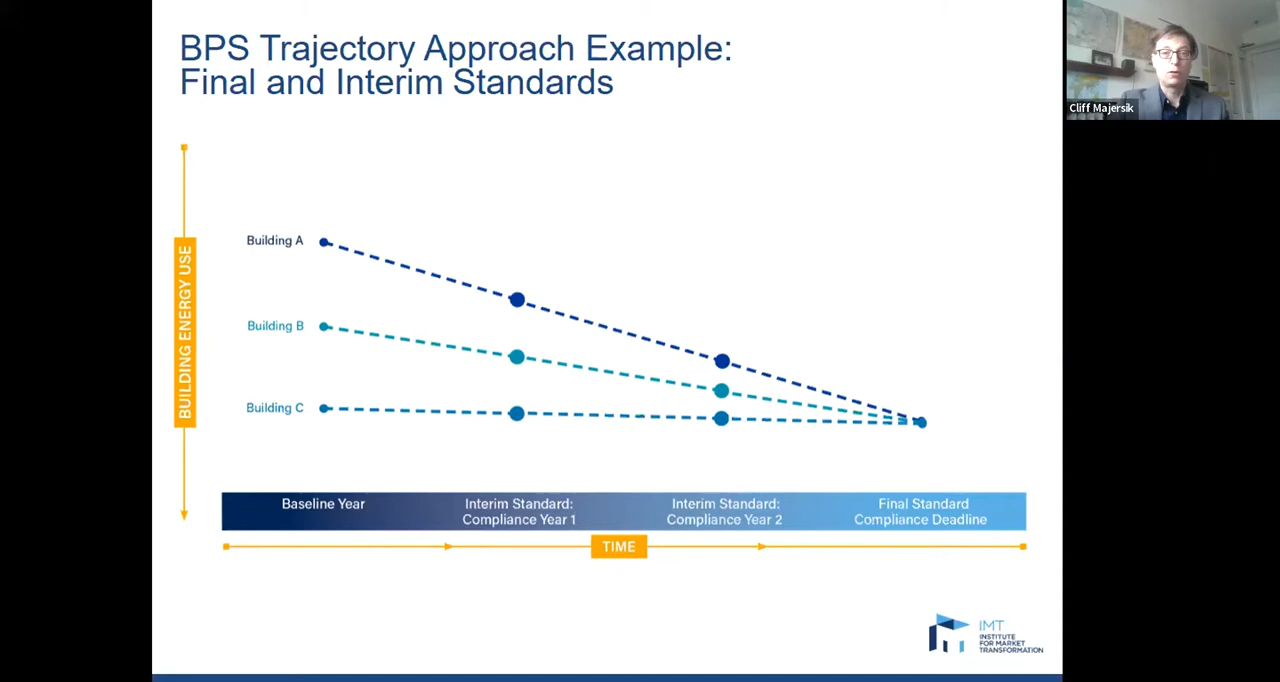 BPS Trajectory Approach Example:
Final and Interim Standards
Cliff Majersik
BUILDING ENERGY USE
Building A
Building B
Building C
Baseline Year
Interim Standard:
Compliance Year 1
Interim Standard:
Compliance Year 2
Final Standard
Compliance Deadline
TIME
IMT
INSTITUTE
FOR MARKET
TRANSFORMATION